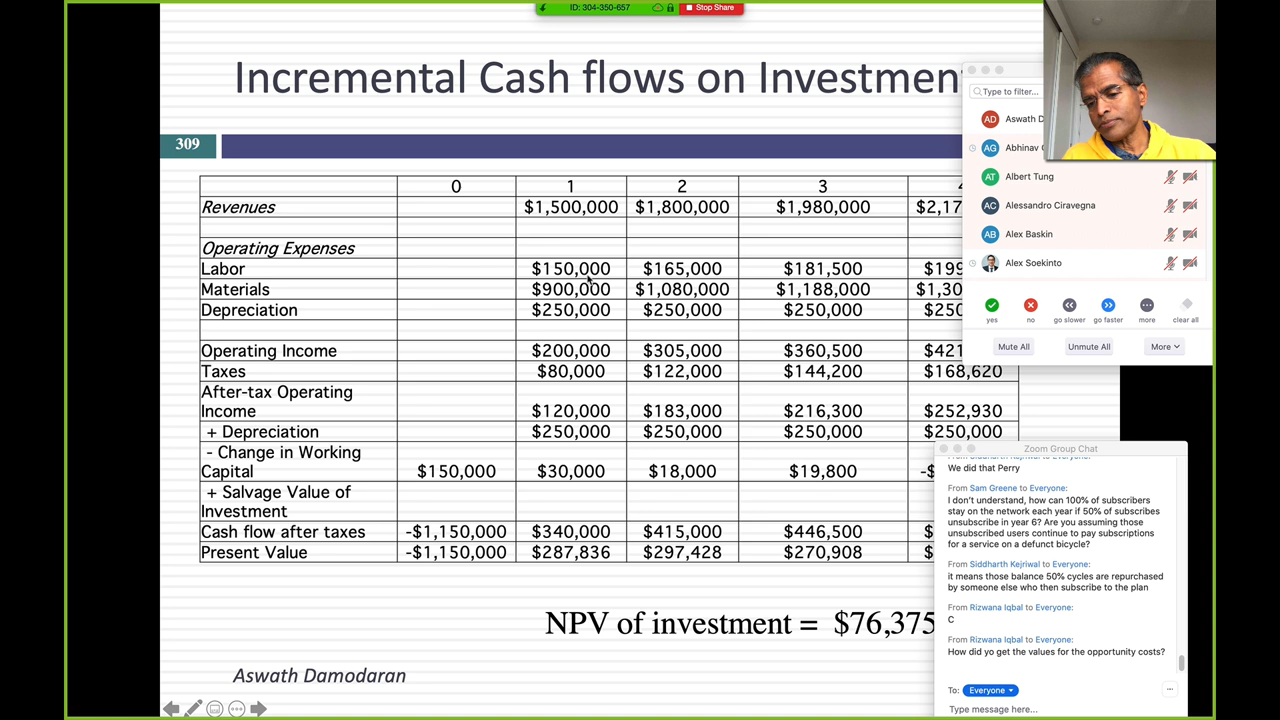 ID: 304-350-657
Stop Share
Incremental Cash flows on
309
0 1 2 3
Revenues $1,500,000 $1,800,000 $1,980,000
Operating Expenses
Labor $150,000 $165,000 $181,500
Materials $900,000 $1,080,000 $1,188,000
Depreciation $250,000 $250,000 $250,000
Operating Income $200,000 $305,000 $360,500
Taxes $80,000 $122,000 $144,200 $168,620
After-tax Operating
Income $120,000 $183,000 $216,300 $252,930
+ Depreciation $250,000 $250,000 $250,000 $250,000
- Change in Working
Capital $150,000 $30,000 $18,000 $19,800
+ Salvage Value of
Investment
Cash flow after taxes -$1,150,000 $340,000 $415,000 $446,500
Present Value -$1,150,000 $287,836 $297,428 $270,908
NPV of investment = $76,375
Aswath Damodaran
Type to filter...
AD Aswath D
AG Abhinav
AT Albert Tung
AC Alessandro Ciravegna
AB Alex Baskin
Alex Soekinto
yes no go slower go faster more clear all
Mute All Unmute All More
Zoom Group Chat
We did that Perry
From Sam Greene to Everyone:
I don't understand, how can 100% of subscribers
stay on the network each year if 50% of subscribes
unsubscribe in year 6? Are you assuming those
unsubscribed users continue to pay subscriptions
for a service on a defunct bicycle?
From Siddharth Kejriwal to Everyone:
it means those balance 50% cycles are repurchased
by someone else who then subscribe to the plan
From Rizwana Iqbal to Everyone:
C
From Rizwana Iqbal to Everyone:
How did yo get the values for the opportunity costs?
To: Everyone
Type message here...